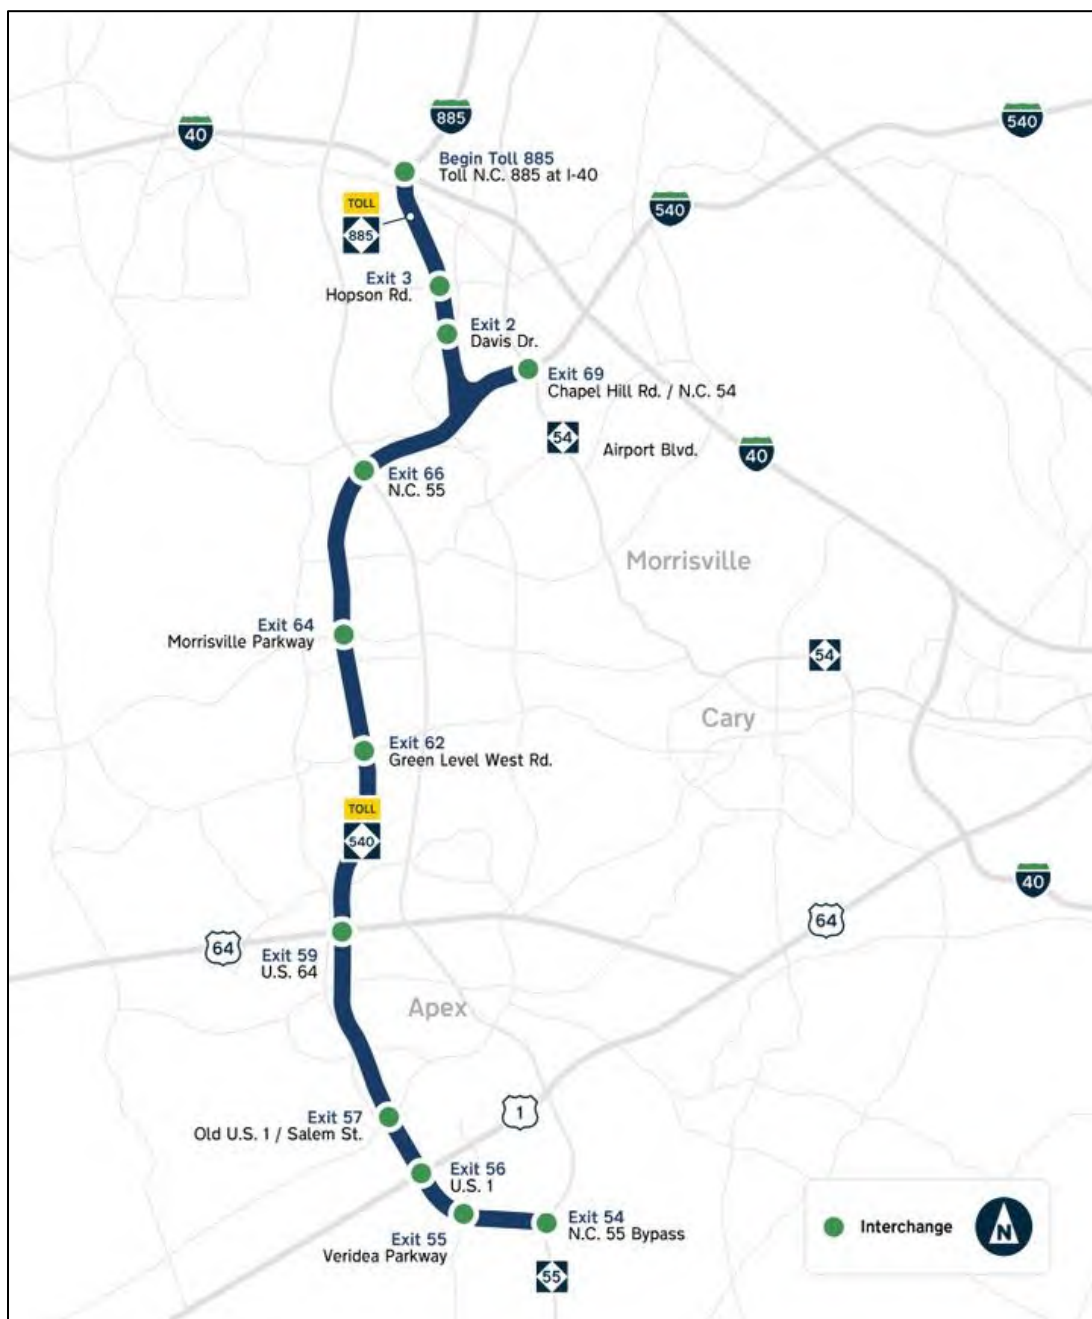 885
540
40
Begin Toll 885
Toll N.C. 885 at I-40
540
TOLL
885
Exit 3
Hopson Rd.
Exit 2
Davis Dr.
Exit 69
Chapel Hill Rd. / N.C. 54
54
Airport Blvd.
40
Exit 66
N.C. 55
Morrisville
Exit 64
Morrisville Parkway
54
Cary
Exit 62
Green Level West Rd.
TOLL
540
40
64
64
Exit 59
U.S. 64
Apex
1
Exit 57
Old U.S. 1 / Salem St.
Exit 56
U.S. 1
Exit 54
N.C. 55 Bypass
Exit 55
Veridea Parkway
55
Interchange
N